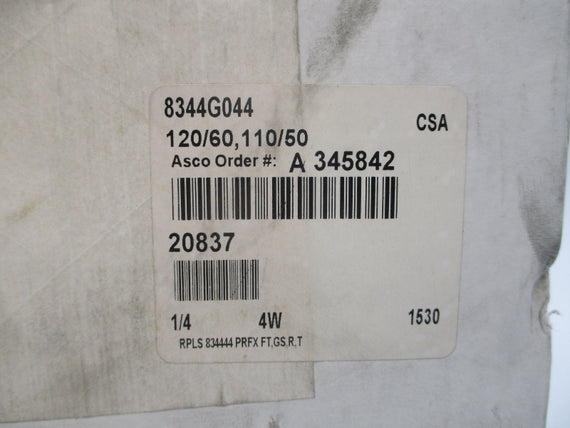 8344G044
CSA
120/60,110/50
Asco Order #: A 345842
20837
1/4 4W 1530
RPLS 834444 PRFX FT,GS,R,T